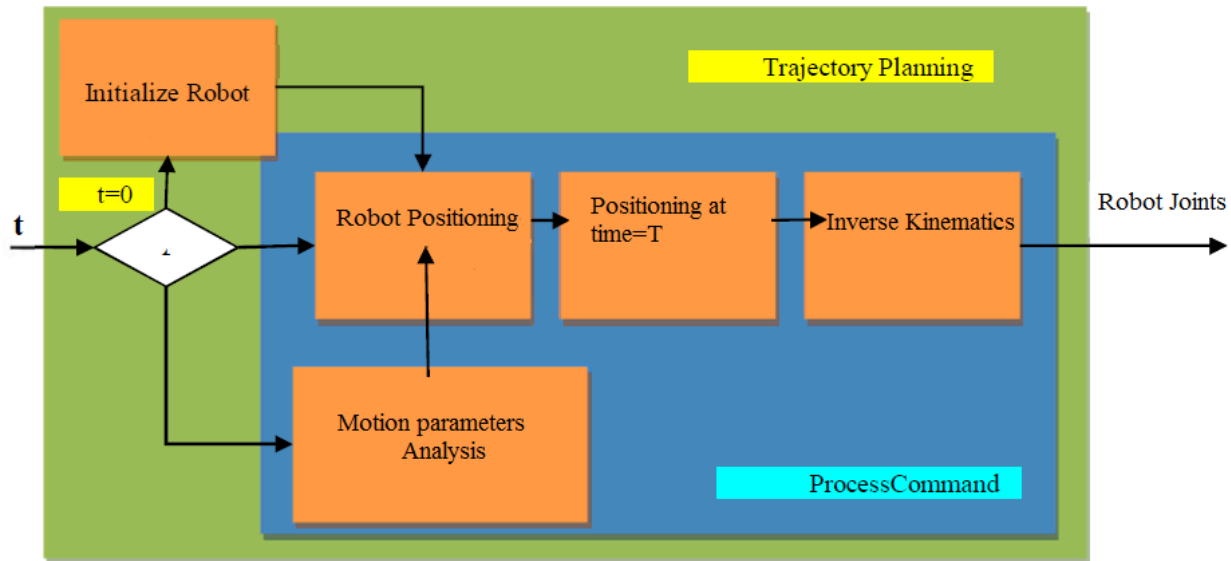 Trajectory Planning
Initialize Robot
t=0
t
Robot Positioning
Positioning at
time=T
Inverse Kinematics
Robot Joints
Motion parameters
Analysis
ProcessCommand